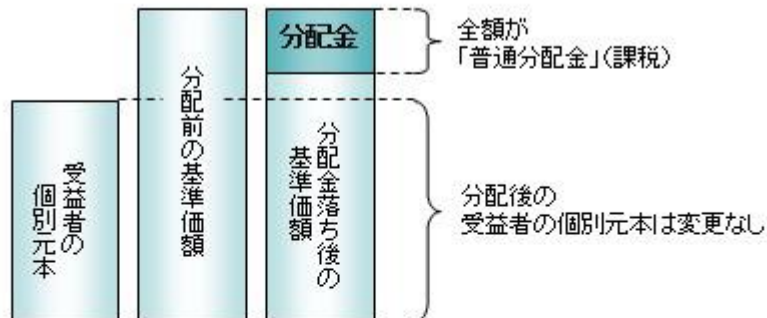 受益者の
個別元本
分配前の基準価額
分配金
分配金落ち後の
基準価額
全額が
「普通分配金」(課税)
分配後の
受益者の個別元本は変更なし